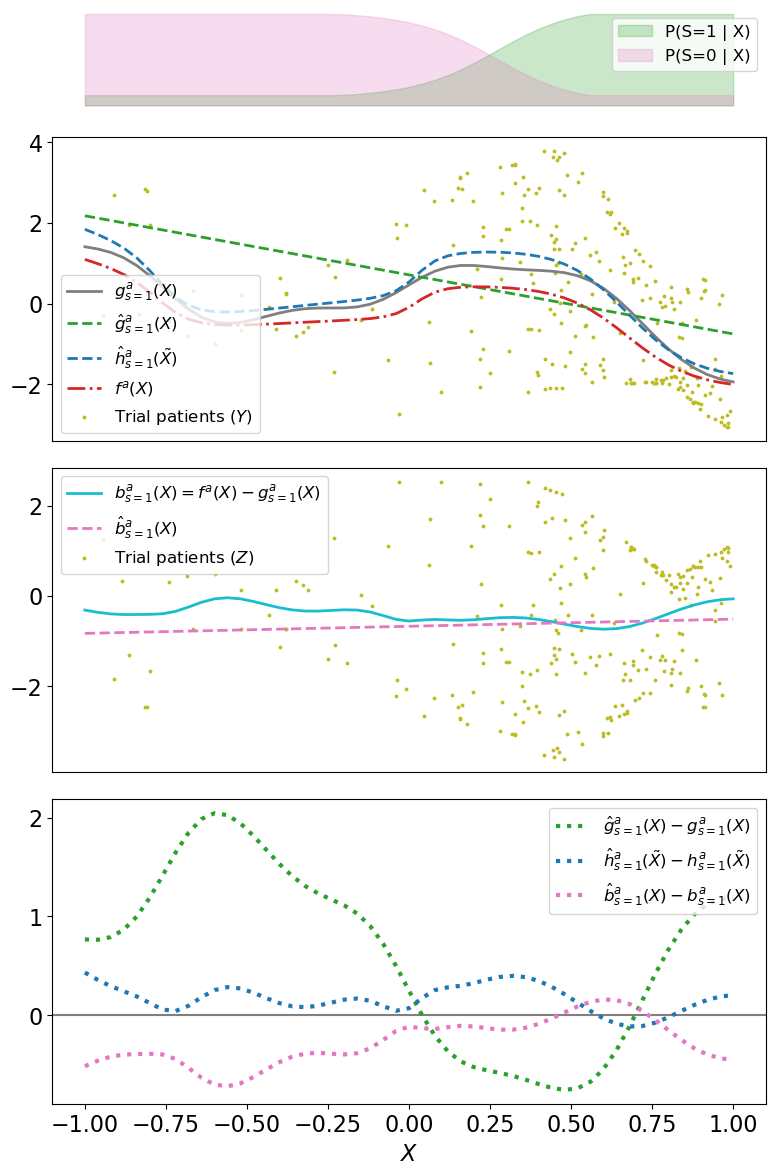 P(S=1 | X)
P(S=0 | X)
4
2
0
−2
g^a_{s=1}(X)
ĝ^a_{s=1}(X)
ĥ^a_{s=1}(X̃)
f^a(X)
Trial patients (Y)
2
0
−2
b^a_{s=1}(X) = f^a(X) − g^a_{s=1}(X)
b̂^a_{s=1}(X)
Trial patients (Z)
2
1
0
ĝ^a_{s=1}(X) − g^a_{s=1}(X)
ĥ^a_{s=1}(X̃) − h^a_{s=1}(X̃)
b̂^a_{s=1}(X) − b^a_{s=1}(X)
−1.00 −0.75 −0.50 −0.25 0.00 0.25 0.50 0.75 1.00
X